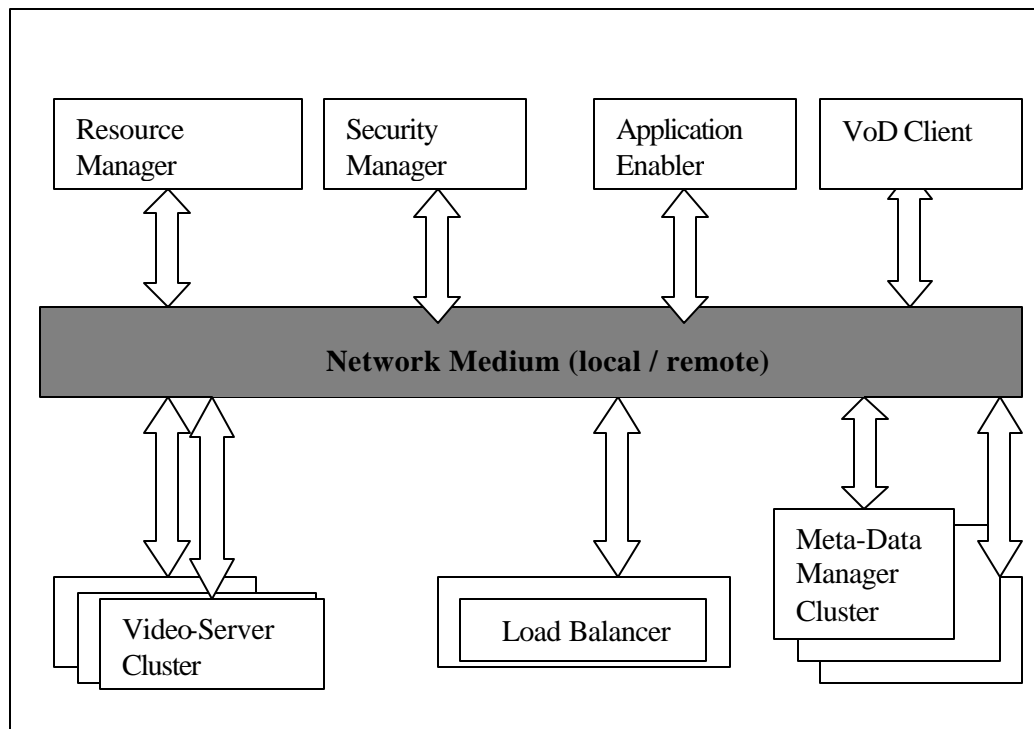 Resource
Manager
Security
Manager
Application
Enabler
VoD Client
Network Medium (local / remote)
Video-Server
Cluster
Load Balancer
Meta-Data
Manager
Cluster